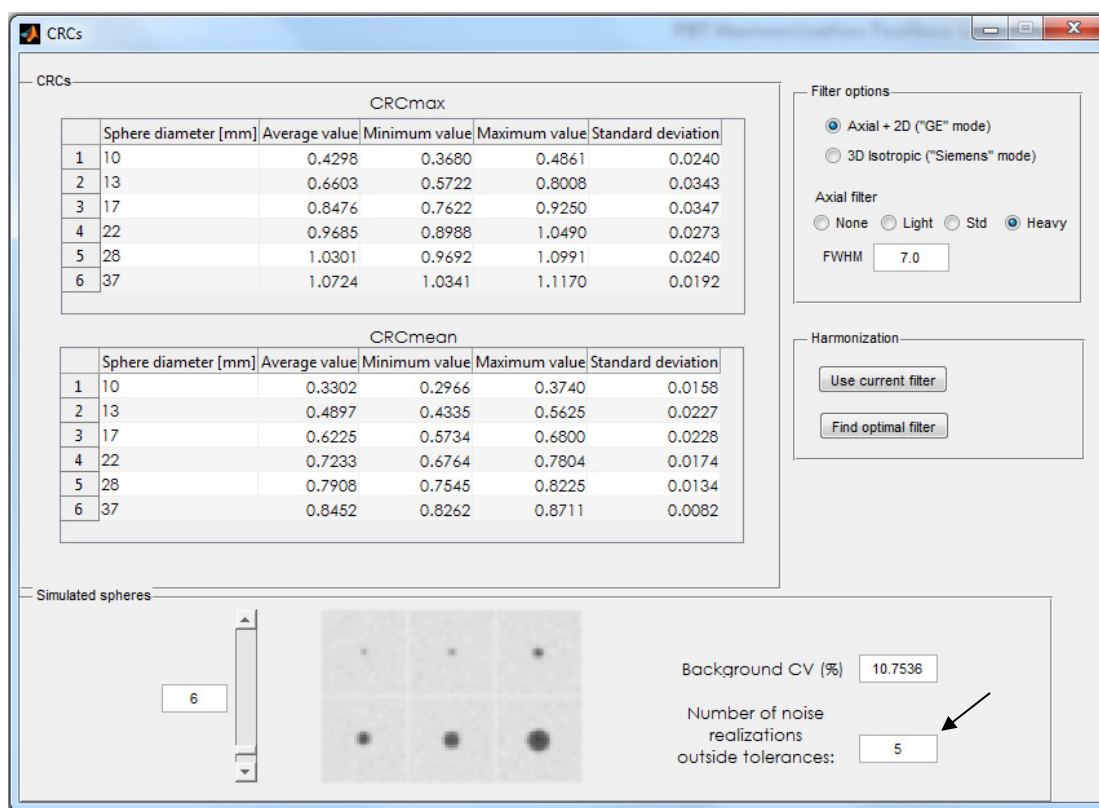 CRCs
CRCs
CRCmax
Sphere diameter [mm] Average value Minimum value Maximum value Standard deviation
1 10 0.4298 0.3680 0.4861 0.0240
2 13 0.6603 0.5722 0.8008 0.0343
3 17 0.8476 0.7622 0.9250 0.0347
4 22 0.9685 0.8988 1.0490 0.0273
5 28 1.0301 0.9692 1.0991 0.0240
6 37 1.0724 1.0341 1.1170 0.0192
CRCmean
Sphere diameter [mm] Average value Minimum value Maximum value Standard deviation
1 10 0.3302 0.2966 0.3740 0.0158
2 13 0.4897 0.4335 0.5625 0.0227
3 17 0.6225 0.5734 0.6800 0.0228
4 22 0.7233 0.6764 0.7804 0.0174
5 28 0.7908 0.7545 0.8225 0.0134
6 37 0.8452 0.8262 0.8711 0.0082
Filter options
Axial + 2D ("GE" mode)
3D Isotropic ("Siemens" mode)
Axial filter
None Light Std Heavy
FWHM 7.0
Harmonization
Use current filter
Find optimal filter
Simulated spheres
6
Background CV (%) 10.7536
Number of noise
realizations
outside tolerances: 5